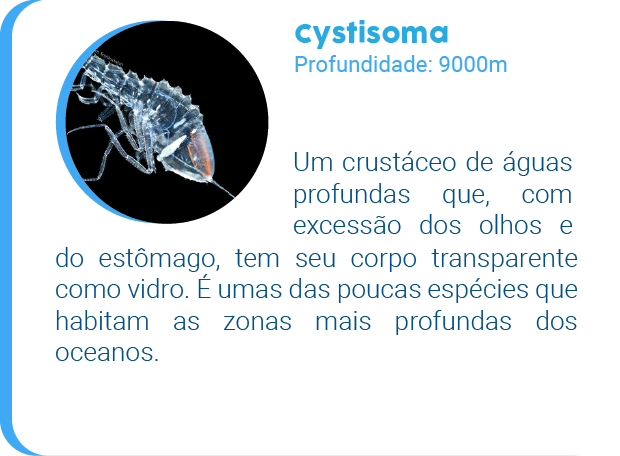 Cystisoma
Profundidade: 9000m
Um crustáceo de águas
profundas que, com
excessão dos olhos e
do estômago, tem seu corpo transparente
como vidro. É umas das poucas espécies que
habitam as zonas mais profundas dos
oceanos.